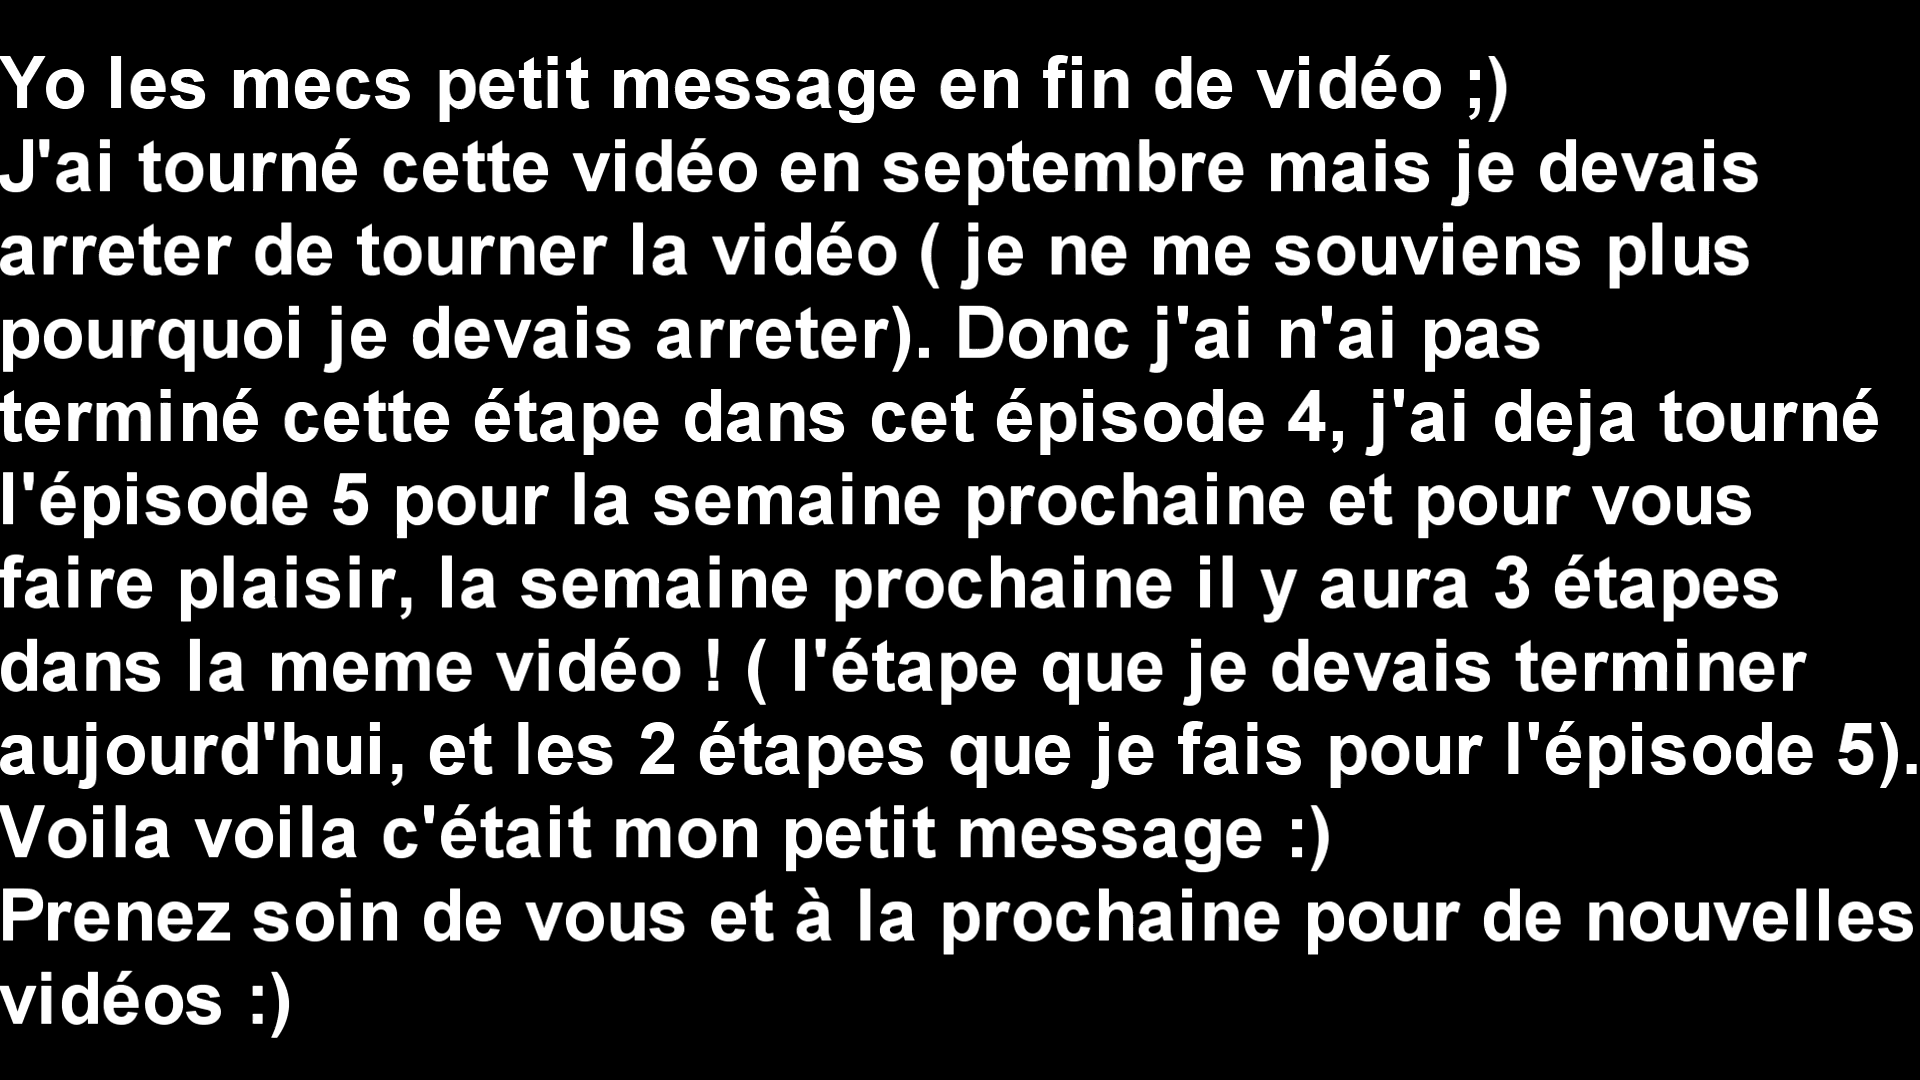 Yo les mecs petit message en fin de vidéo ;)
J'ai tourné cette vidéo en septembre mais je devais
arreter de tourner la vidéo ( je ne me souviens plus
pourquoi je devais arreter). Donc j'ai n'ai pas
terminé cette étape dans cet épisode 4, j'ai deja tourné
l'épisode 5 pour la semaine prochaine et pour vous
faire plaisir, la semaine prochaine il y aura 3 étapes
dans la meme vidéo ! ( l'étape que je devais terminer
aujourd'hui, et les 2 étapes que je fais pour l'épisode 5).
Voila voila c'était mon petit message :)
Prenez soin de vous et à la prochaine pour de nouvelles
vidéos :)